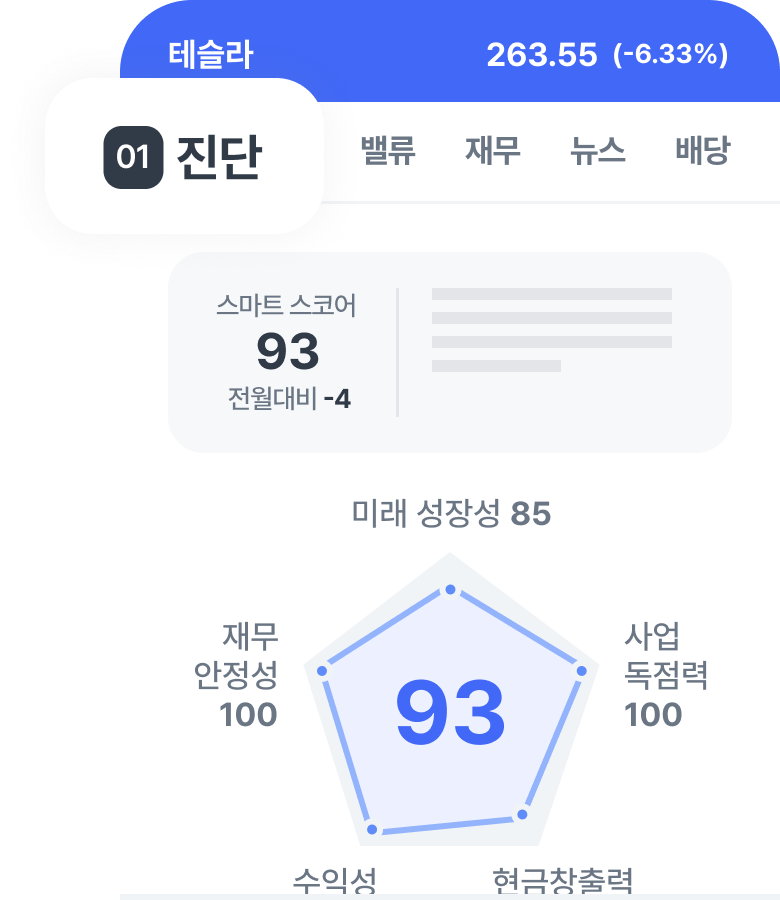 테슬라
263.55 (-6.33%)
01 진단
밸류
재무
뉴스
배당
스마트 스코어
93
전월대비 -4
미래 성장성 85
재무
안정성
100
사업
독점력
100
93
수익성
현금창출력